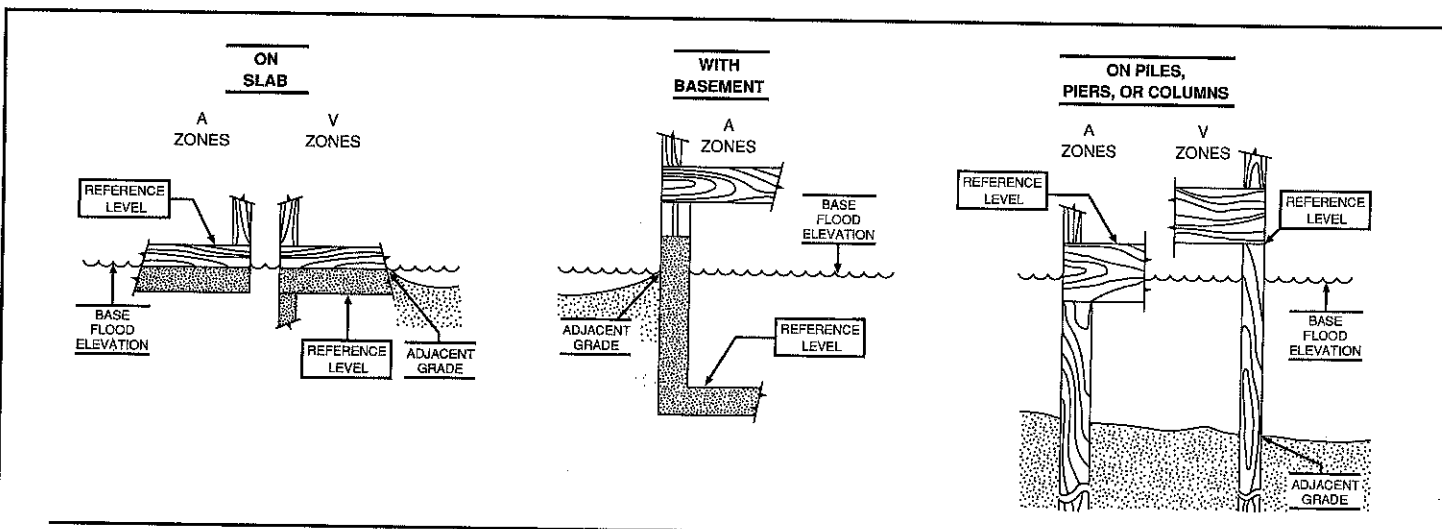 ON
SLAB
A
ZONES
V
ZONES
REFERENCE
LEVEL
BASE
FLOOD
ELEVATION
REFERENCE
LEVEL
ADJACENT
GRADE
WITH
BASEMENT
A
ZONES
BASE
FLOOD
ELEVATION
ADJACENT
GRADE
REFERENCE
LEVEL
ON PILES,
PIERS, OR COLUMNS
A
ZONES
V
ZONES
REFERENCE
LEVEL
REFERENCE
LEVEL
BASE
FLOOD
ELEVATION
ADJACENT
GRADE